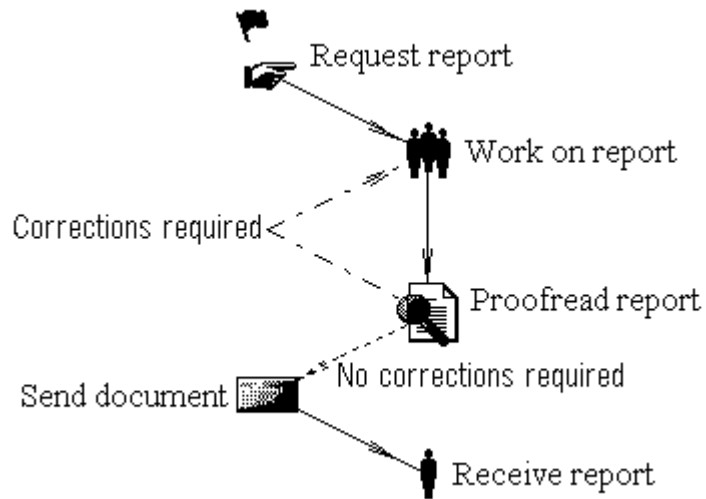 Request report
Work on report
Corrections required
Proofread report
No corrections required
Send document
Receive report